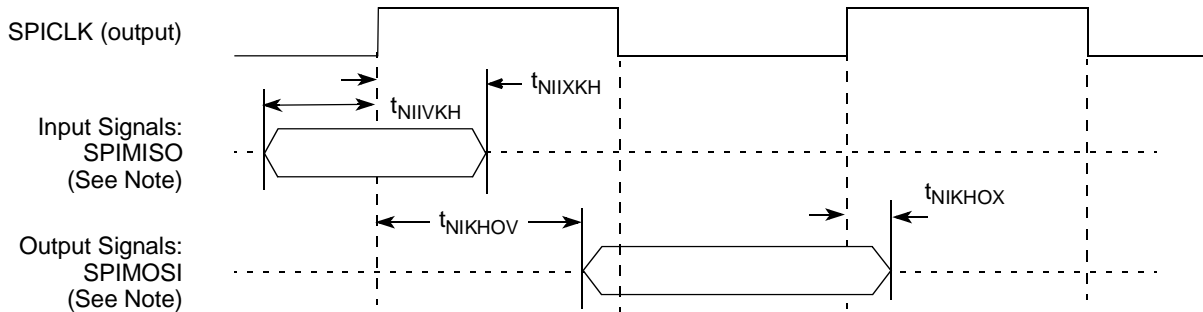 SPICLK (output)
tNIIXKH
tNIIVKH
Input Signals:
SPIMISO
(See Note)
tNIKHOX
tNIKHOV
Output Signals:
SPIMOSI
(See Note)